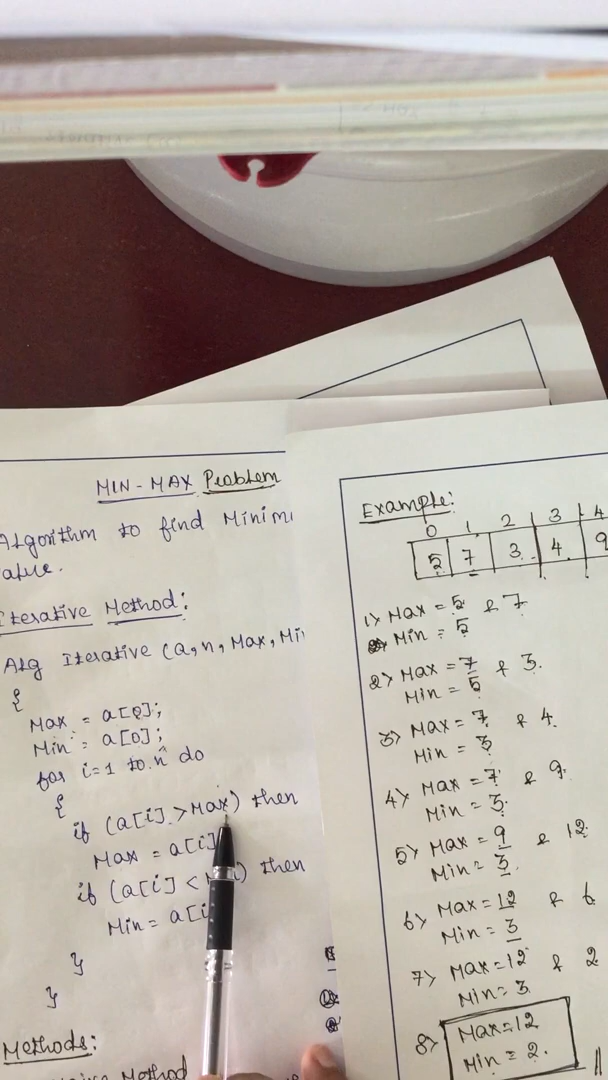 MIN-MAX Problem
Algorithm to find Minim
value.
Iterative Method:
Alg Iterative (a, n, Max, Mi
{
Max = a[0];
Min = a[0];
for i=1 to n do
{
if (a[i] >Max) then
Max = a[i]
if (a[i] < ) then
Min = a[i
}
}
Methods:
Method
Example:
0 1 2 3 4
5 7 3 4 9
1) Max = 5 & 7
Min = 5
2) Max = 7 & 3.
Min = 5
3) Max = 7 & 4.
Min = 3
4) Max = 7 & 9.
Min = 3.
5) Max = 9 & 12
Min = 3.
6) Max = 12 & 6.
Min = 3
7) Max = 12 & 2
Min = 3.
8) Max = 12
Min = 2.